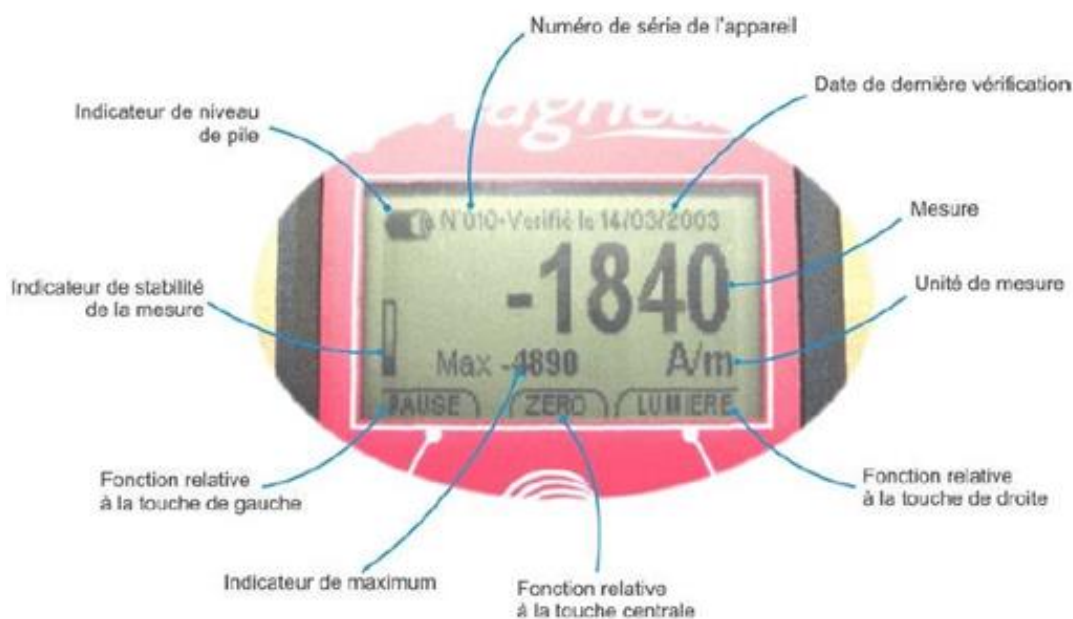 Numéro de série de l'appareil
Date de dernière vérification
Indicateur de niveau
de pile
N°010-Verifié le 14/03/2003
Mesure
-1840
Indicateur de stabilité
de la mesure
Unité de mesure
Max
A/m
PAUSE
ZERO
LUMIERE
Fonction relative
à la touche de gauche
Fonction relative
à la touche de droite
Indicateur de maximum
Fonction relative
à la touche centrale